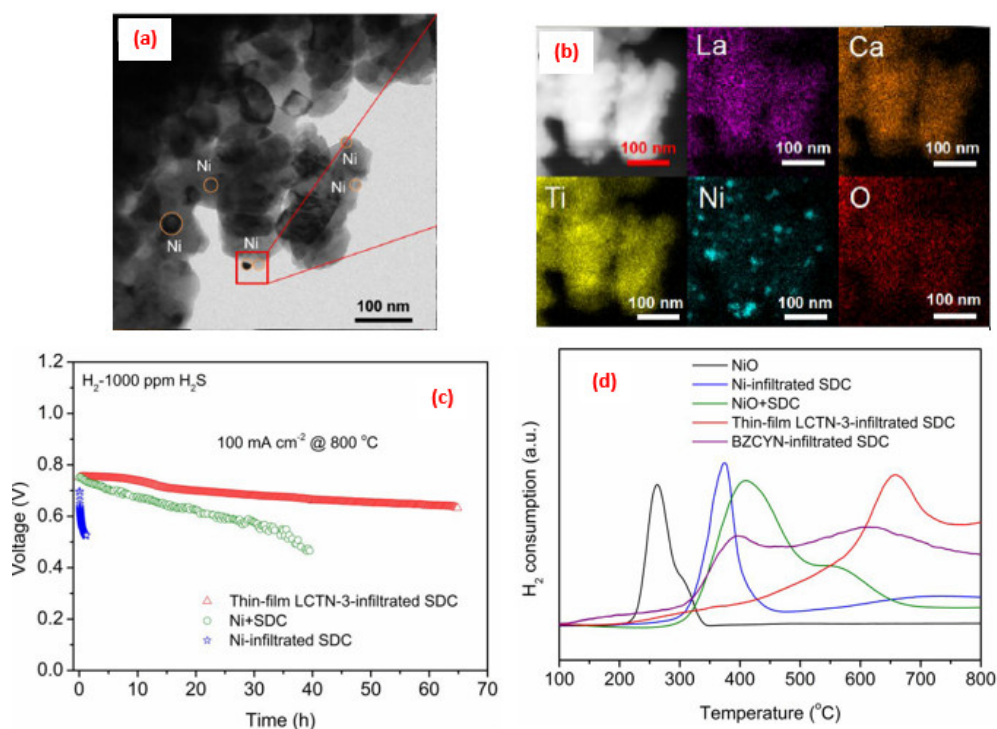 (a)
Ni
Ni
Ni
Ni
Ni
100 nm
(b)
La
Ca
100 nm
100 nm
100 nm
Ti
Ni
O
100 nm
100 nm
100 nm
H₂-1000 ppm H₂S
(c)
100 mA cm⁻² @ 800 °C
Thin-film LCTN-3-infiltrated SDC
Ni+SDC
Ni-infiltrated SDC
Voltage (V)
1.2
1.0
0.8
0.6
0.4
0.2
0.0
0 10 20 30 40 50 60 70
Time (h)
(d)
NiO
Ni-infiltrated SDC
NiO+SDC
Thin-film LCTN-3-infiltrated SDC
BZCYN-infiltrated SDC
H₂ consumption (a.u.)
100 200 300 400 500 600 700 800
Temperature (°C)